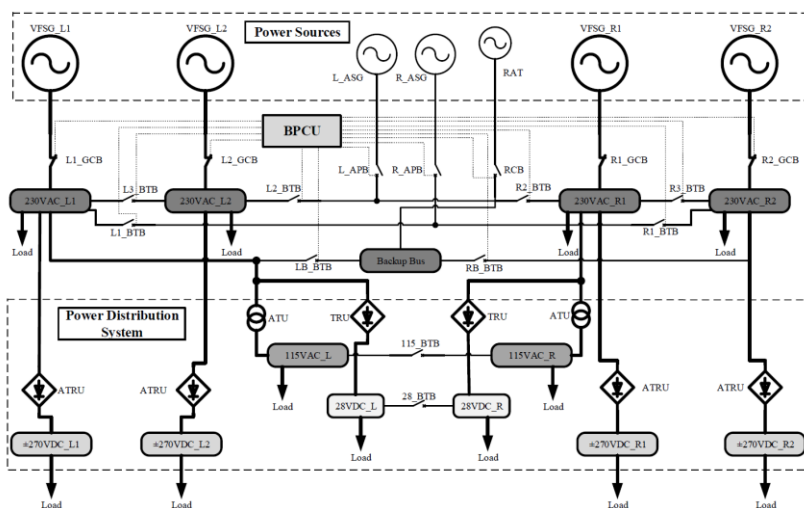 VFSG_L1
VFSG_L2
VFSG_R1
VFSG_R2
Power Sources
L_ASG
R_ASG
RAT
BPCU
L1_GCB
L2_GCB
L_APB
R_APB
RCB
R1_GCB
R2_GCB
L3_BTB
L2_BTB
R2_BTB
R3_BTB
230VAC_L1
230VAC_L2
230VAC_R1
230VAC_R2
L1_BTB
R1_BTB
Load
Load
Load
Load
Backup Bus
LB_BTB
RB_BTB
Power Distribution
System
ATU
TRU
TRU
ATU
115VAC_L
115_BTB
115VAC_R
ATRU
ATRU
ATRU
ATRU
Load
Load
28VDC_L
28_BTB
28VDC_R
±270VDC_L1
±270VDC_L2
±270VDC_R1
±270VDC_R2
Load
Load
Load
Load
Load
Load